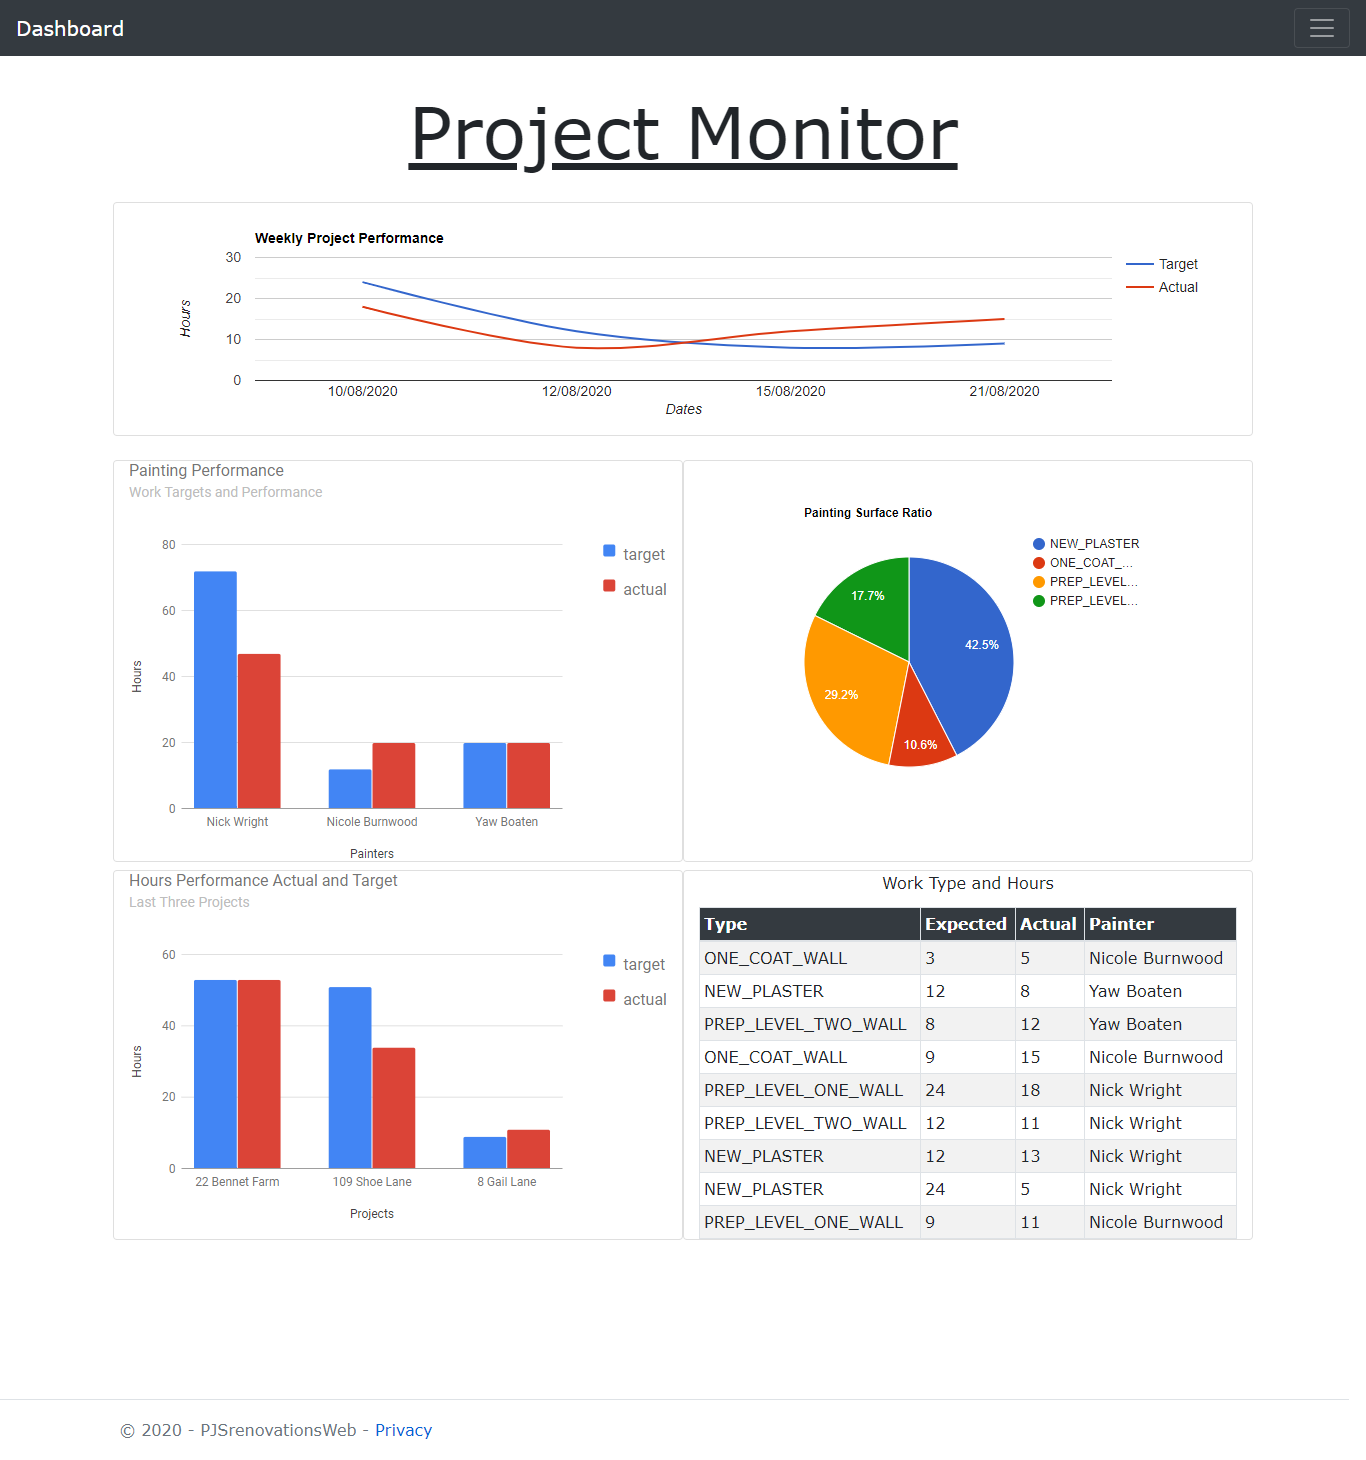 Dashboard
Project Monitor
Weekly Project Performance
30
20
10
0
Hours
10/08/2020 12/08/2020 15/08/2020 21/08/2020
Dates
Target
Actual
Painting Performance
Work Targets and Performance
80
60
40
20
0
Hours
Nick Wright Nicole Burnwood Yaw Boaten
Painters
target
actual
Painting Surface Ratio
NEW_PLASTER
ONE_COAT_...
PREP_LEVEL...
PREP_LEVEL...
17.7%
42.5%
29.2%
10.6%
Hours Performance Actual and Target
Last Three Projects
60
40
20
0
Hours
22 Bennet Farm 109 Shoe Lane 8 Gail Lane
Projects
target
actual
Work Type and Hours
Type Expected Actual Painter
ONE_COAT_WALL 3 5 Nicole Burnwood
NEW_PLASTER 12 8 Yaw Boaten
PREP_LEVEL_TWO_WALL 8 12 Yaw Boaten
ONE_COAT_WALL 9 15 Nicole Burnwood
PREP_LEVEL_ONE_WALL 24 18 Nick Wright
PREP_LEVEL_TWO_WALL 12 11 Nick Wright
NEW_PLASTER 12 13 Nick Wright
NEW_PLASTER 24 5 Nick Wright
PREP_LEVEL_ONE_WALL 9 11 Nicole Burnwood
© 2020 - PJSrenovationsWeb - Privacy